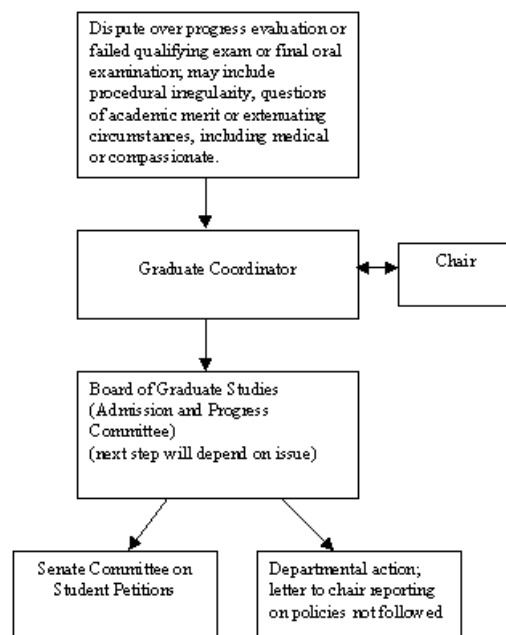 Dispute over progress evaluation or
failed qualifying exam or final oral
examination; may include
procedural irregularity, questions
of academic merit or extenuating
circumstances, including medical
or compassionate.
Graduate Coordinator
Chair
Board of Graduate Studies
(Admission and Progress
Committee)
(next step will depend on issue)
Senate Committee on
Student Petitions
Departmental action;
letter to chair reporting
on policies not followed